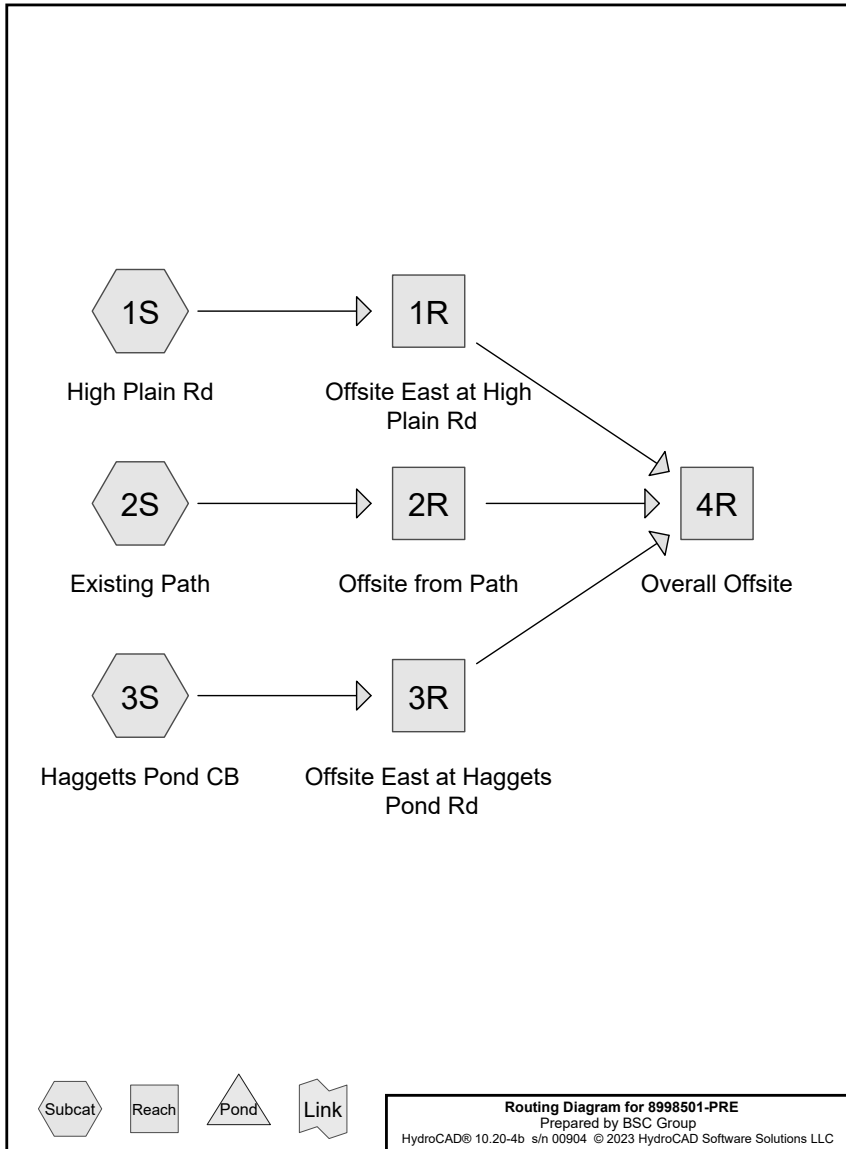 1S
1R
High Plain Rd
Offsite East at High
Plain Rd
2S
2R
4R
Existing Path
Offsite from Path
Overall Offsite
3S
3R
Haggetts Pond CB
Offsite East at Haggets
Pond Rd
Subcat
Reach
Pond
Link
Routing Diagram for 8998501-PRE
Prepared by BSC Group
HydroCAD® 10.20-4b s/n 00904 © 2023 HydroCAD Software Solutions LLC